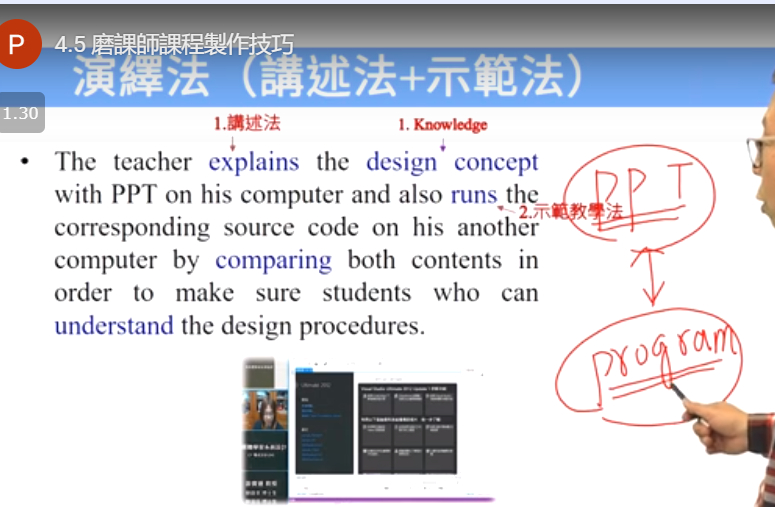 P
4.5 磨課師課程製作技巧
演繹法（講述法+示範法）
1.30
1.講述法
1. Knowledge
• The teacher explains the design concept
with PPT on his computer and also runs the
2.示範教學法
corresponding source code on his another
computer by comparing both contents in
order to make sure students who can
understand the design procedures.
PPT
program